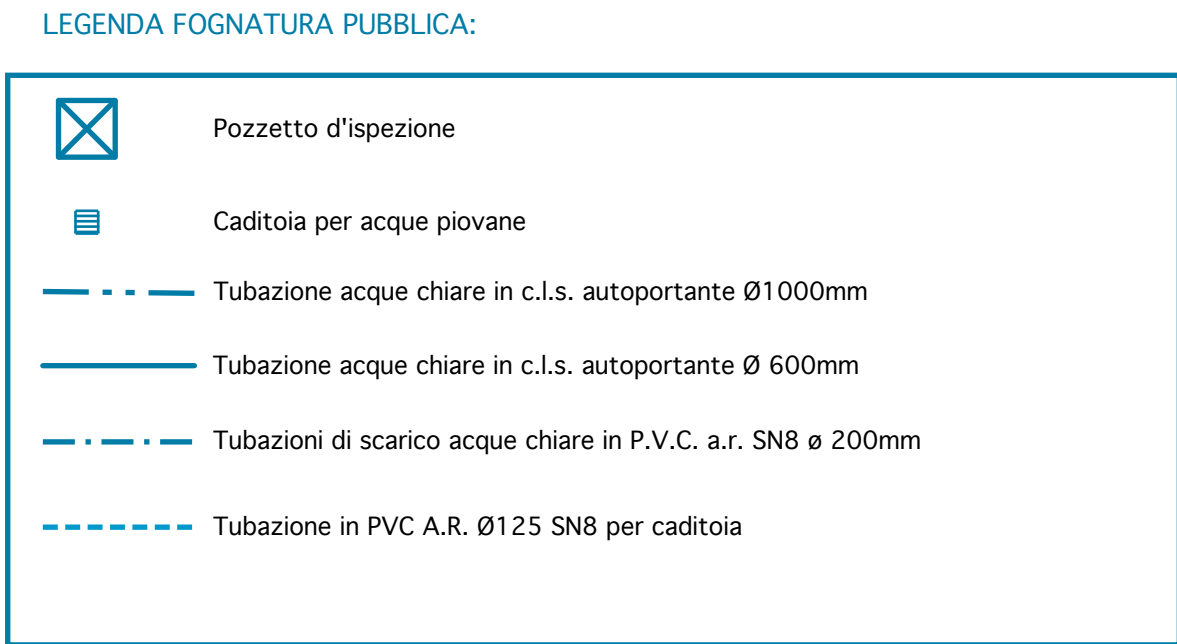 LEGENDA FOGNATURA PUBBLICA:
Pozzetto d'ispezione
Caditoia per acque piovane
Tubazione acque chiare in c.l.s. autoportante Ø1000mm
Tubazione acque chiare in c.l.s. autoportante Ø 600mm
Tubazioni di scarico acque chiare in P.V.C. a.r. SN8 ø 200mm
Tubazione in PVC A.R. Ø125 SN8 per caditoia